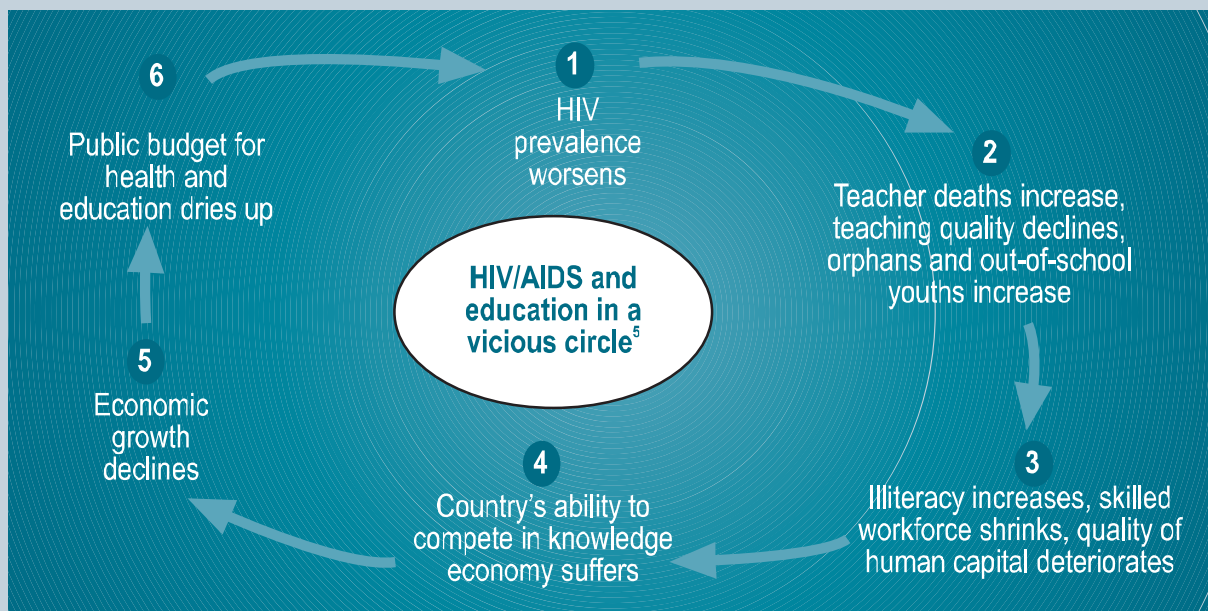 1
HIV
prevalence
worsens
2
Teacher deaths increase,
teaching quality declines,
orphans and out-of-school
youths increase
3
Illiteracy increases, skilled
workforce shrinks, quality of
human capital deteriorates
4
Country's ability to
compete in knowledge
economy suffers
5
Economic
growth
declines
6
Public budget for
health and
education dries up
HIV/AIDS and
education in a
vicious circle⁵